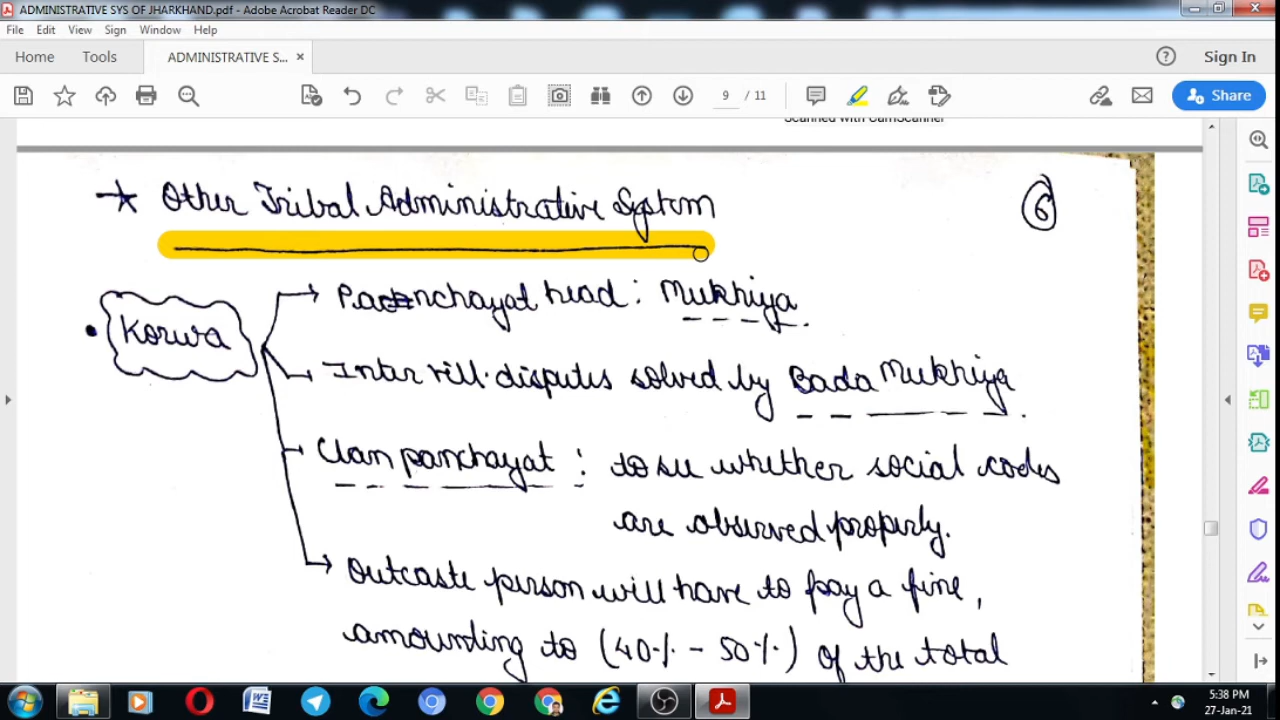 ADMINISTRATIVE SYS OF JHARKHAND.pdf - Adobe Acrobat Reader DC
File Edit View Sign Window Help
Home Tools ADMINISTRATIVE S... × Sign In
9 / 11 Share
Scanned with CamScanner
Other Tribal Administrative System 6
Korwa
Panchayat head : Mukhiya
Inter vill. disputes solved by Bada Mukhiya
Clan panchayat : to see whether social codes
are observed properly.
Outcaste person will have to pay a fine,
amounting to (40% - 50%) of the total
5:38 PM
27-Jan-21